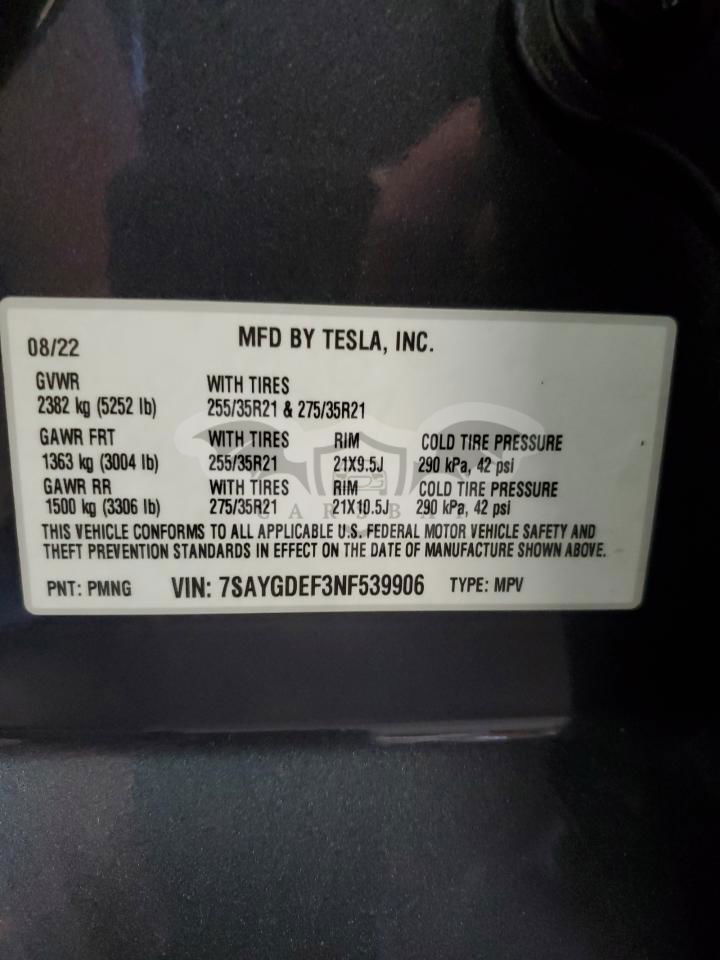 08/22 MFD BY TESLA, INC.
GVWR WITH TIRES
2382 kg (5252 lb) 255/35R21 & 275/35R21
GAWR FRT WITH TIRES RIM COLD TIRE PRESSURE
1363 kg (3004 lb) 255/35R21 21X9.5J 290 kPa, 42 psi
GAWR RR WITH TIRES RIM COLD TIRE PRESSURE
1500 kg (3306 lb) 275/35R21 21X10.5J 290 kPa, 42 psi
THIS VEHICLE CONFORMS TO ALL APPLICABLE U.S. FEDERAL MOTOR VEHICLE SAFETY AND
THEFT PREVENTION STANDARDS IN EFFECT ON THE DATE OF MANUFACTURE SHOWN ABOVE.
PNT: PMNG VIN: 7SAYGDEF3NF539906 TYPE: MPV